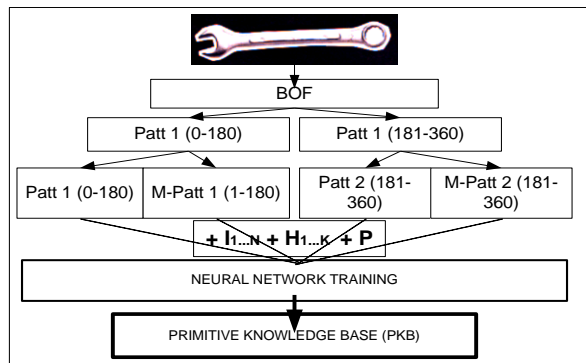 BOF
Patt 1 (0-180)
Patt 1 (181-360)
Patt 1 (0-180)
M-Patt 1 (1-180)
Patt 2 (181-
360)
M-Patt 2 (181-
360)
+ I1...N + H1...K + P
NEURAL NETWORK TRAINING
PRIMITIVE KNOWLEDGE BASE (PKB)